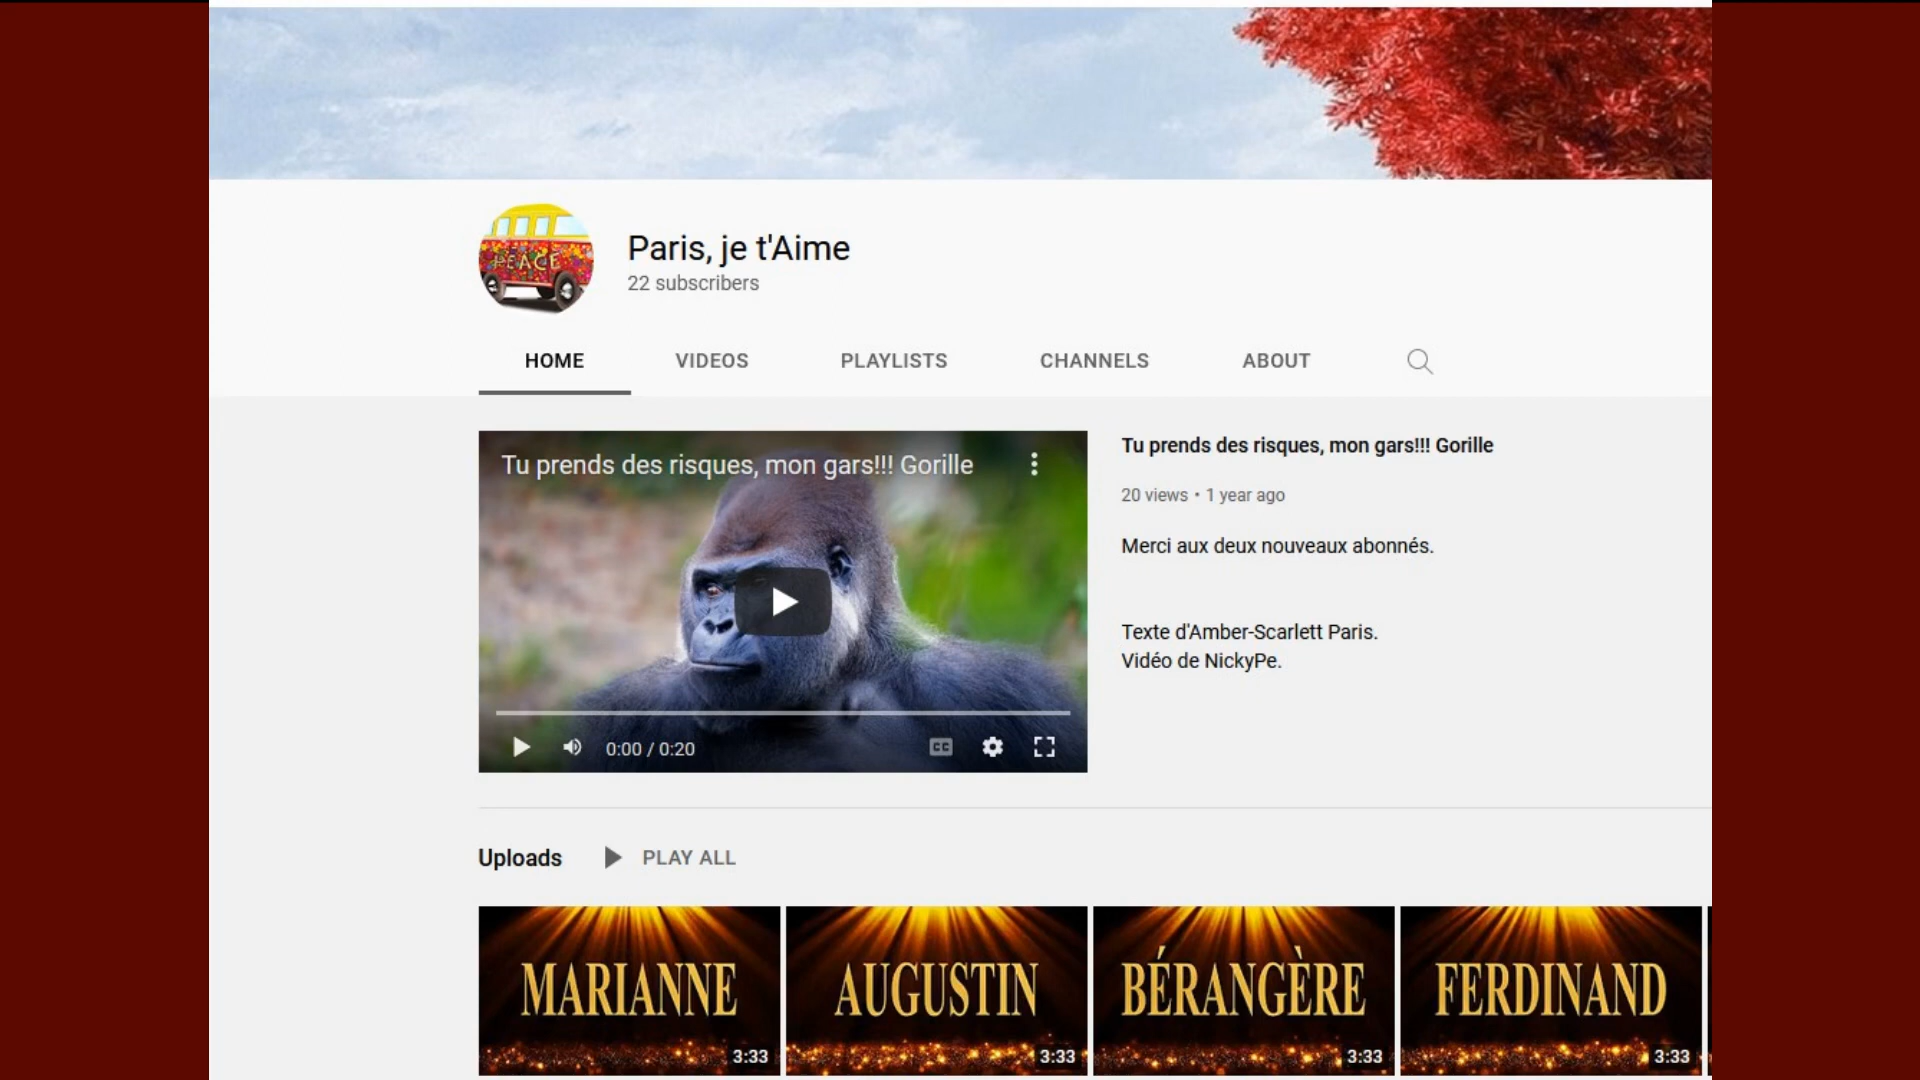 PEACE
Paris, je t'Aime
22 subscribers
HOME VIDEOS PLAYLISTS CHANNELS ABOUT
Tu prends des risques, mon gars!!! Gorille
0:00 / 0:20
CC
Tu prends des risques, mon gars!!! Gorille
20 views • 1 year ago
Merci aux deux nouveaux abonnés.
Texte d'Amber-Scarlett Paris.
Vidéo de NickyPe.
Uploads PLAY ALL
MARIANNE
3:33
AUGUSTIN
3:33
BÉRANGÈRE
3:33
FERDINAND
3:33